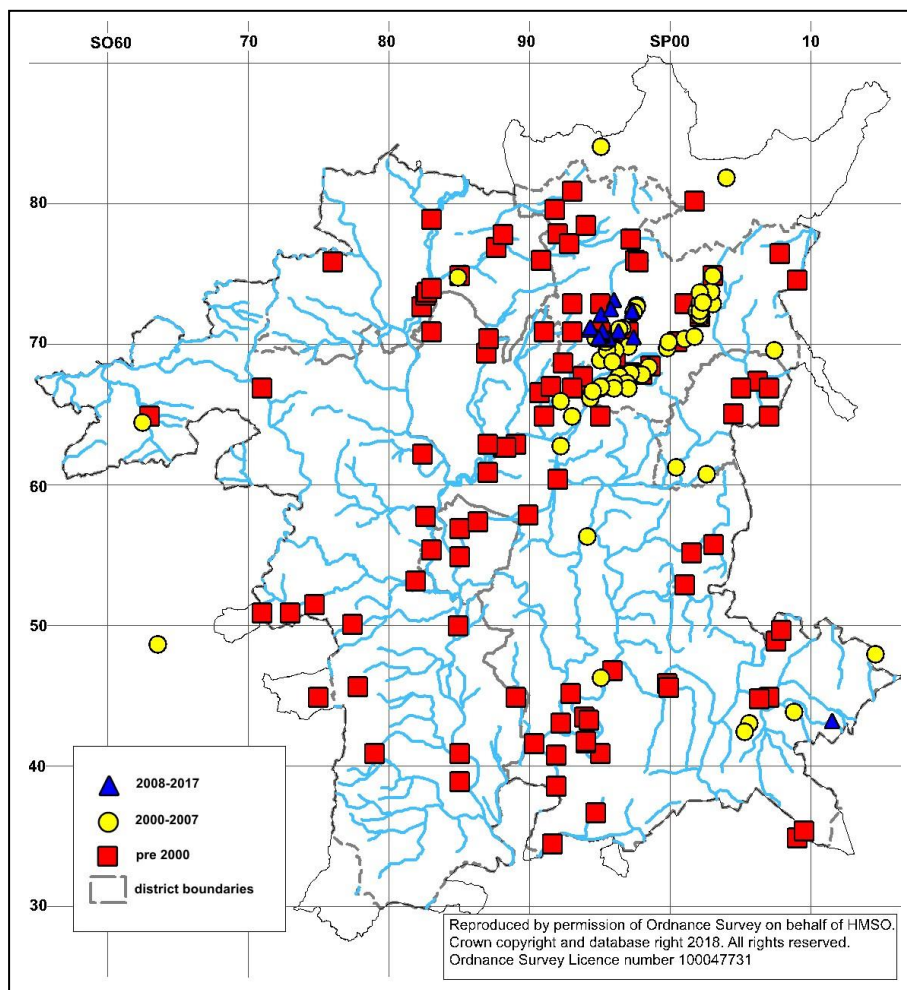 SO60 70 80 90 SP00 10
80
70
60
50
40
30
2008-2017
2000-2007
pre 2000
district boundaries
Reproduced by permission of Ordnance Survey on behalf of HMSO.
Crown copyright and database right 2018. All rights reserved.
Ordnance Survey Licence number 100047731